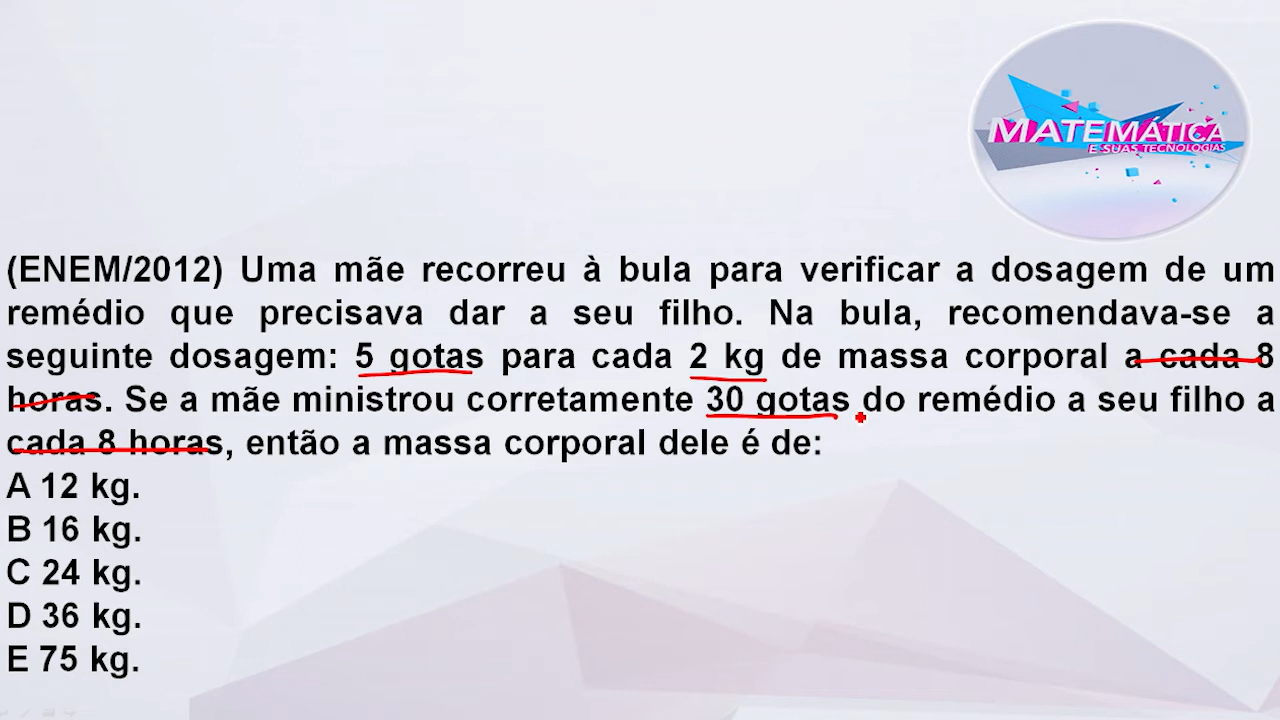 MATEMÁTICA
E SUAS TECNOLOGIAS
(ENEM/2012) Uma mãe recorreu à bula para verificar a dosagem de um
remédio que precisava dar a seu filho. Na bula, recomendava-se a
seguinte dosagem: 5 gotas para cada 2 kg de massa corporal a cada 8
horas. Se a mãe ministrou corretamente 30 gotas do remédio a seu filho a
cada 8 horas, então a massa corporal dele é de:
A 12 kg.
B 16 kg.
C 24 kg.
D 36 kg.
E 75 kg.